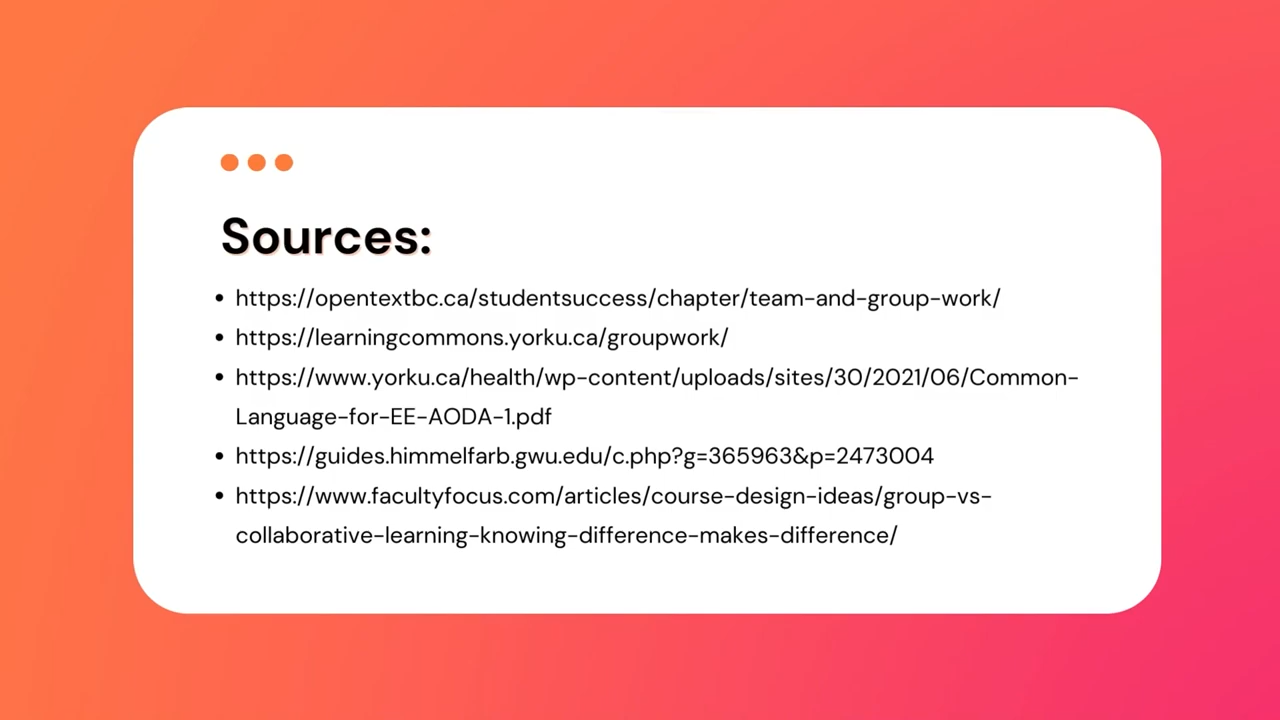 Sources:
• https://opentextbc.ca/studentsuccess/chapter/team-and-group-work/
• https://learningcommons.yorku.ca/groupwork/
• https://www.yorku.ca/health/wp-content/uploads/sites/30/2021/06/Common-
Language-for-EE-AODA-1.pdf
• https://guides.himmelfarb.gwu.edu/c.php?g=365963&p=2473004
• https://www.facultyfocus.com/articles/course-design-ideas/group-vs-
collaborative-learning-knowing-difference-makes-difference/